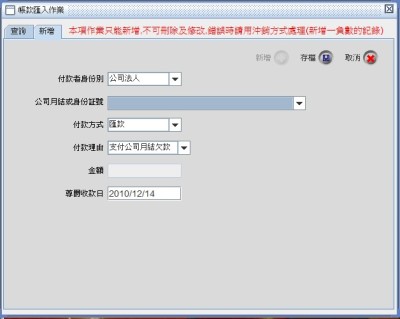 帳款匯入作業
查詢 新增 本項作業只能新增,不可刪除及修改,錯誤時請用沖銷方式處理(新增一負數的記錄)
新增 存檔 取消
付款者身份別 公司法人
公司月結或身份証號
付款方式 匯款
付款理由 支付公司月結欠款
金額
尊爵收款日 2010/12/14